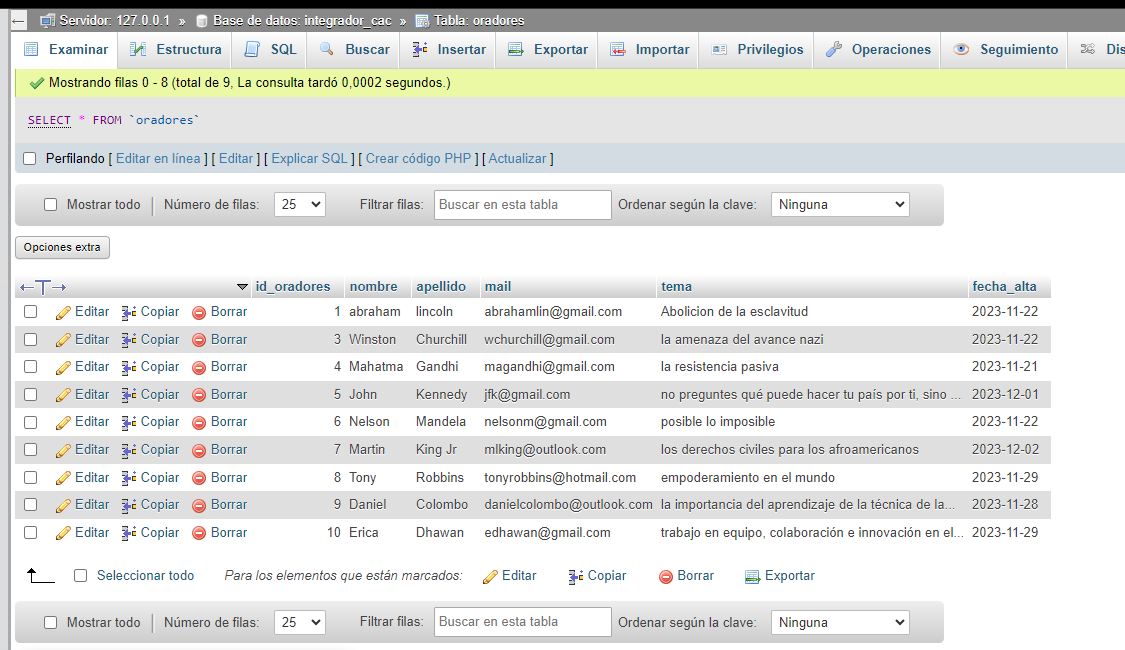 Servidor: 127.0.0.1 » Base de datos: integrador_cac » Tabla: oradores
Examinar Estructura SQL Buscar Insertar Exportar Importar Privilegios Operaciones Seguimiento Dis
Mostrando filas 0 - 8 (total de 9, La consulta tardó 0,0002 segundos.)
SELECT * FROM `oradores`
Perfilando [ Editar en línea ] [ Editar ] [ Explicar SQL ] [ Crear código PHP ] [ Actualizar ]
Mostrar todo Número de filas: 25 Filtrar filas: Buscar en esta tabla Ordenar según la clave: Ninguna
Opciones extra
id_oradores nombre apellido mail tema fecha_alta
Editar Copiar Borrar 1 abraham lincoln abrahamlin@gmail.com Abolicion de la esclavitud 2023-11-22
Editar Copiar Borrar 3 Winston Churchill wchurchill@gmail.com la amenaza del avance nazi 2023-11-22
Editar Copiar Borrar 4 Mahatma Gandhi magandhi@gmail.com la resistencia pasiva 2023-11-21
Editar Copiar Borrar 5 John Kennedy jfk@gmail.com no preguntes qué puede hacer tu país por ti, sino ... 2023-12-01
Editar Copiar Borrar 6 Nelson Mandela nelsonm@gmail.com posible lo imposible 2023-11-22
Editar Copiar Borrar 7 Martin King Jr mlking@outlook.com los derechos civiles para los afroamericanos 2023-12-02
Editar Copiar Borrar 8 Tony Robbins tonyrobbins@hotmail.com empoderamiento en el mundo 2023-11-29
Editar Copiar Borrar 9 Daniel Colombo danielcolombo@outlook.com la importancia del aprendizaje de la técnica de la... 2023-11-28
Editar Copiar Borrar 10 Erica Dhawan edhawan@gmail.com trabajo en equipo, colaboración e innovación en el... 2023-11-29
Seleccionar todo Para los elementos que están marcados: Editar Copiar Borrar Exportar
Mostrar todo Número de filas: 25 Filtrar filas: Buscar en esta tabla Ordenar según la clave: Ninguna